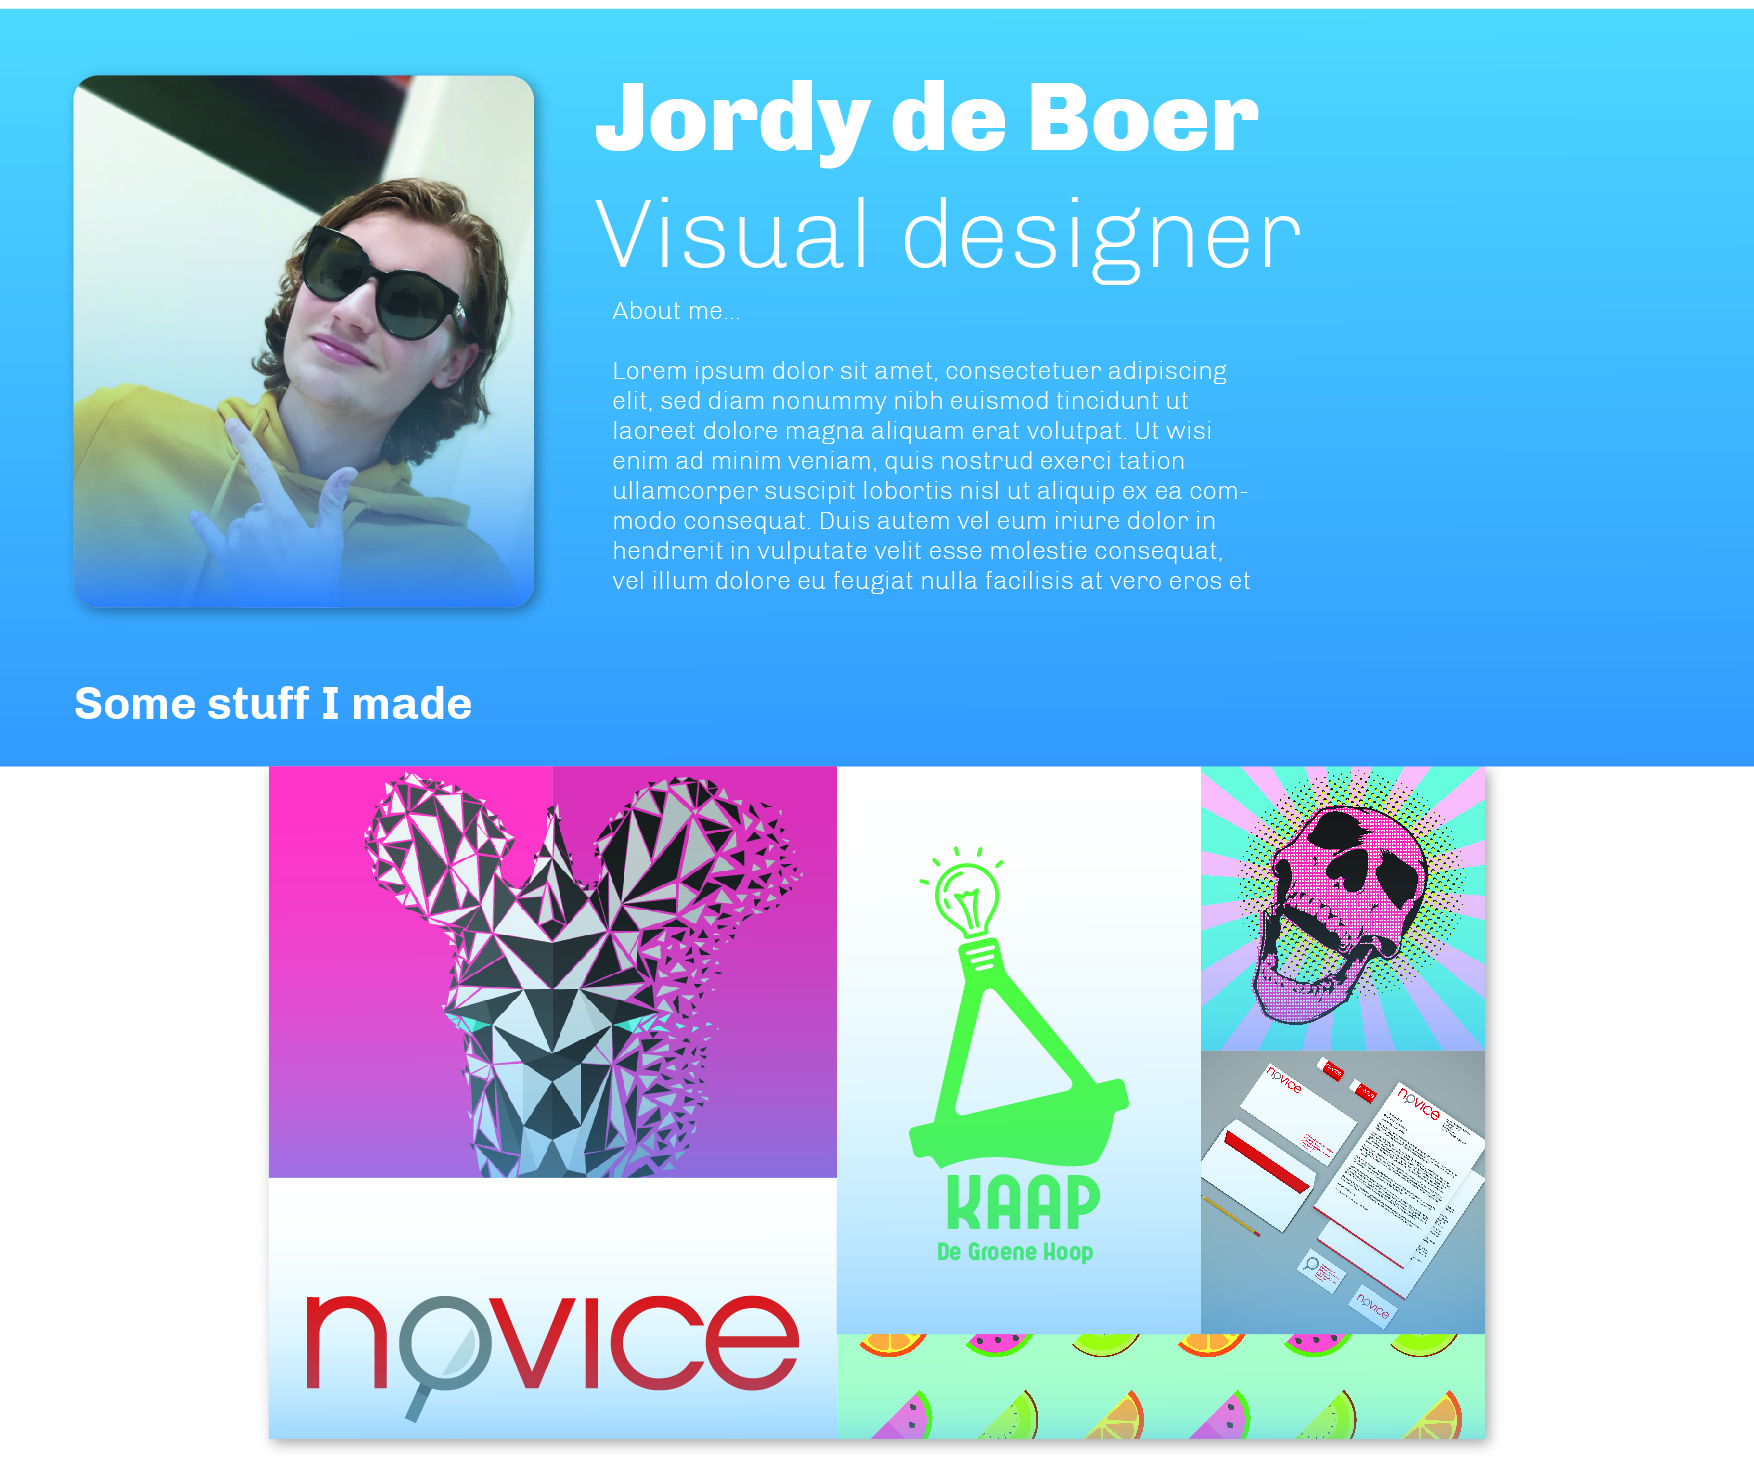 Jordy de Boer
Visual designer
About me...
Lorem ipsum dolor sit amet, consectetuer adipiscing
elit, sed diam nonummy nibh euismod tincidunt ut
laoreet dolore magna aliquam erat volutpat. Ut wisi
enim ad minim veniam, quis nostrud exerci tation
ullamcorper suscipit lobortis nisl ut aliquip ex ea com-
modo consequat. Duis autem vel eum iriure dolor in
hendrerit in vulputate velit esse molestie consequat,
vel illum dolore eu feugiat nulla facilisis at vero eros et
Some stuff I made
KAAP
De Groene Hoop
novice
novice
novice
novice